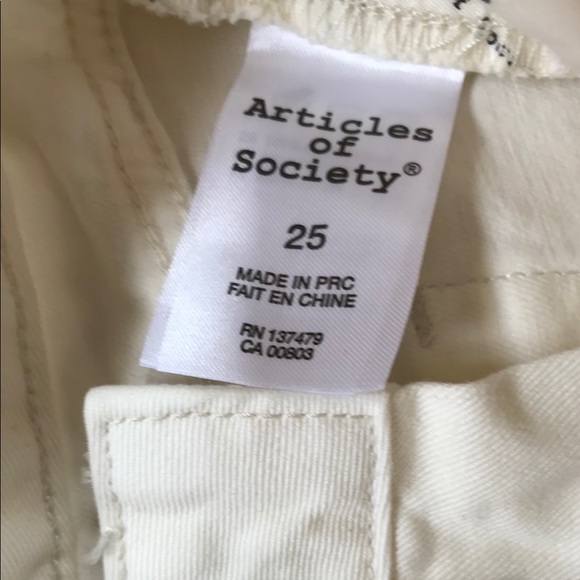 Articles
of
Society®
25
MADE IN PRC
FAIT EN CHINE
RN 137479
CA 00803